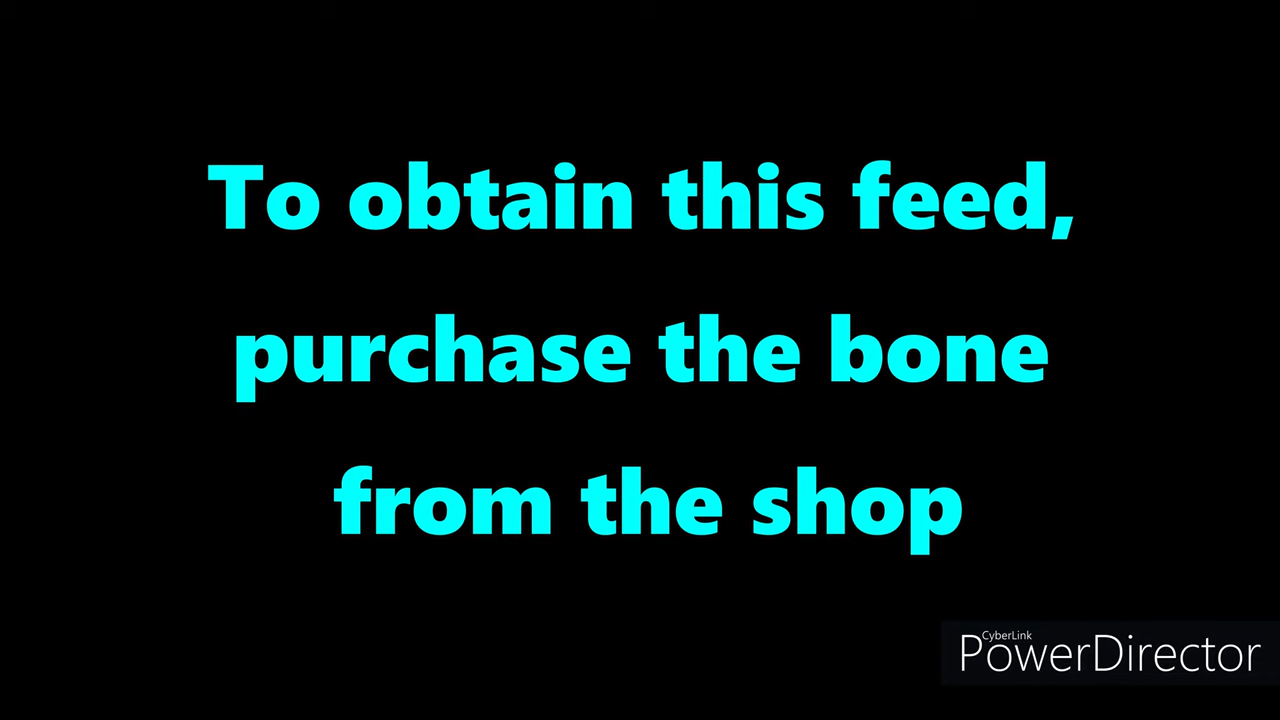 To obtain this feed,
purchase the bone
from the shop
CyberLink
PowerDirector